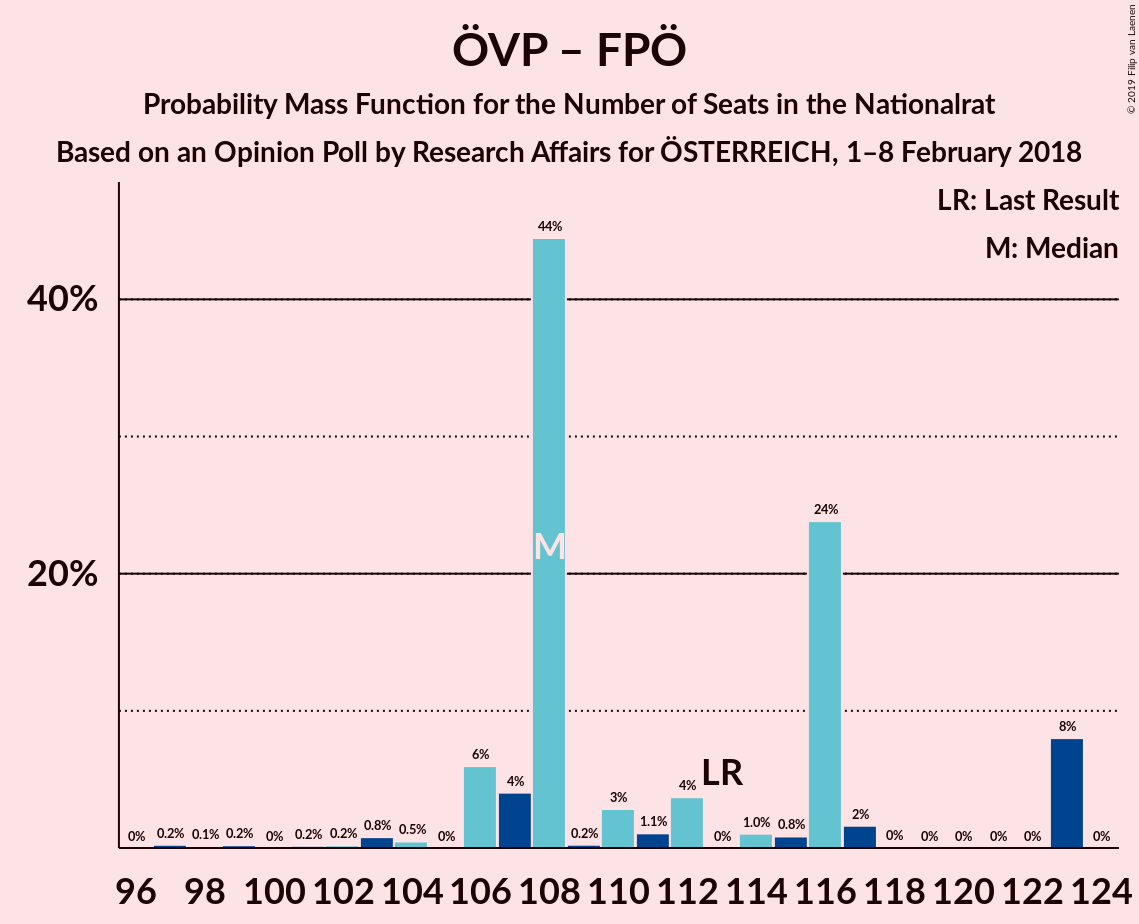 ÖVP – FPÖ
Probability Mass Function for the Number of Seats in the Nationalrat
Based on an Opinion Poll by Research Affairs for ÖSTERREICH, 1–8 February 2018
© 2019 Filip van Laenen
LR: Last Result
M: Median
40%
20%
0% 0.2% 0.1% 0.2% 0% 0.2% 0.2% 0.8% 0.5% 0% 6% 4% 44% 0.2% 3% 1.1% 4% 0% 1.0% 0.8% 24% 2% 0% 0% 0% 0% 0% 8% 0%
M
LR
96 98 100 102 104 106 108 110 112 114 116 118 120 122 124